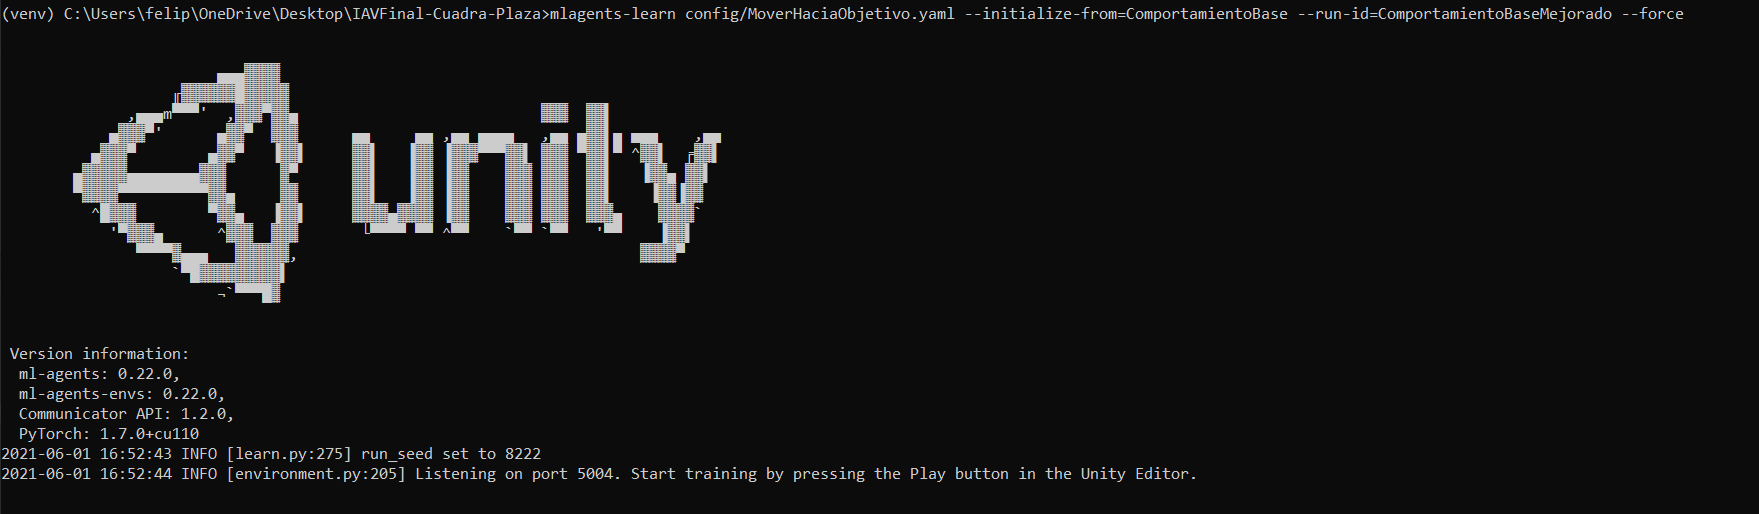 (venv) C:\Users\felip\OneDrive\Desktop\IAVFinal-Cuadra-Plaza>mlagents-learn config/MoverHaciaObjetivo.yaml --initialize-from=ComportamientoBase --run-id=ComportamientoBaseMejorado --force
unity
Version information:
ml-agents: 0.22.0,
ml-agents-envs: 0.22.0,
Communicator API: 1.2.0,
PyTorch: 1.7.0+cu110
2021-06-01 16:52:43 INFO [learn.py:275] run_seed set to 8222
2021-06-01 16:52:44 INFO [environment.py:205] Listening on port 5004. Start training by pressing the Play button in the Unity Editor.